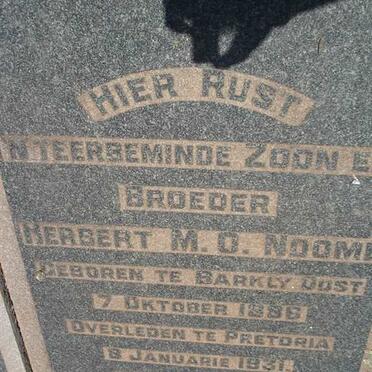 HIER RUST
N TEERBEMINDE ZOON E
BROEDER
HERBERT M. O. NOOM
GEBOREN TE BARKLY OOST
7 OKTOBER 1886
OVERLEDEN TE PRETORIA
8 JANUARIE 1931.